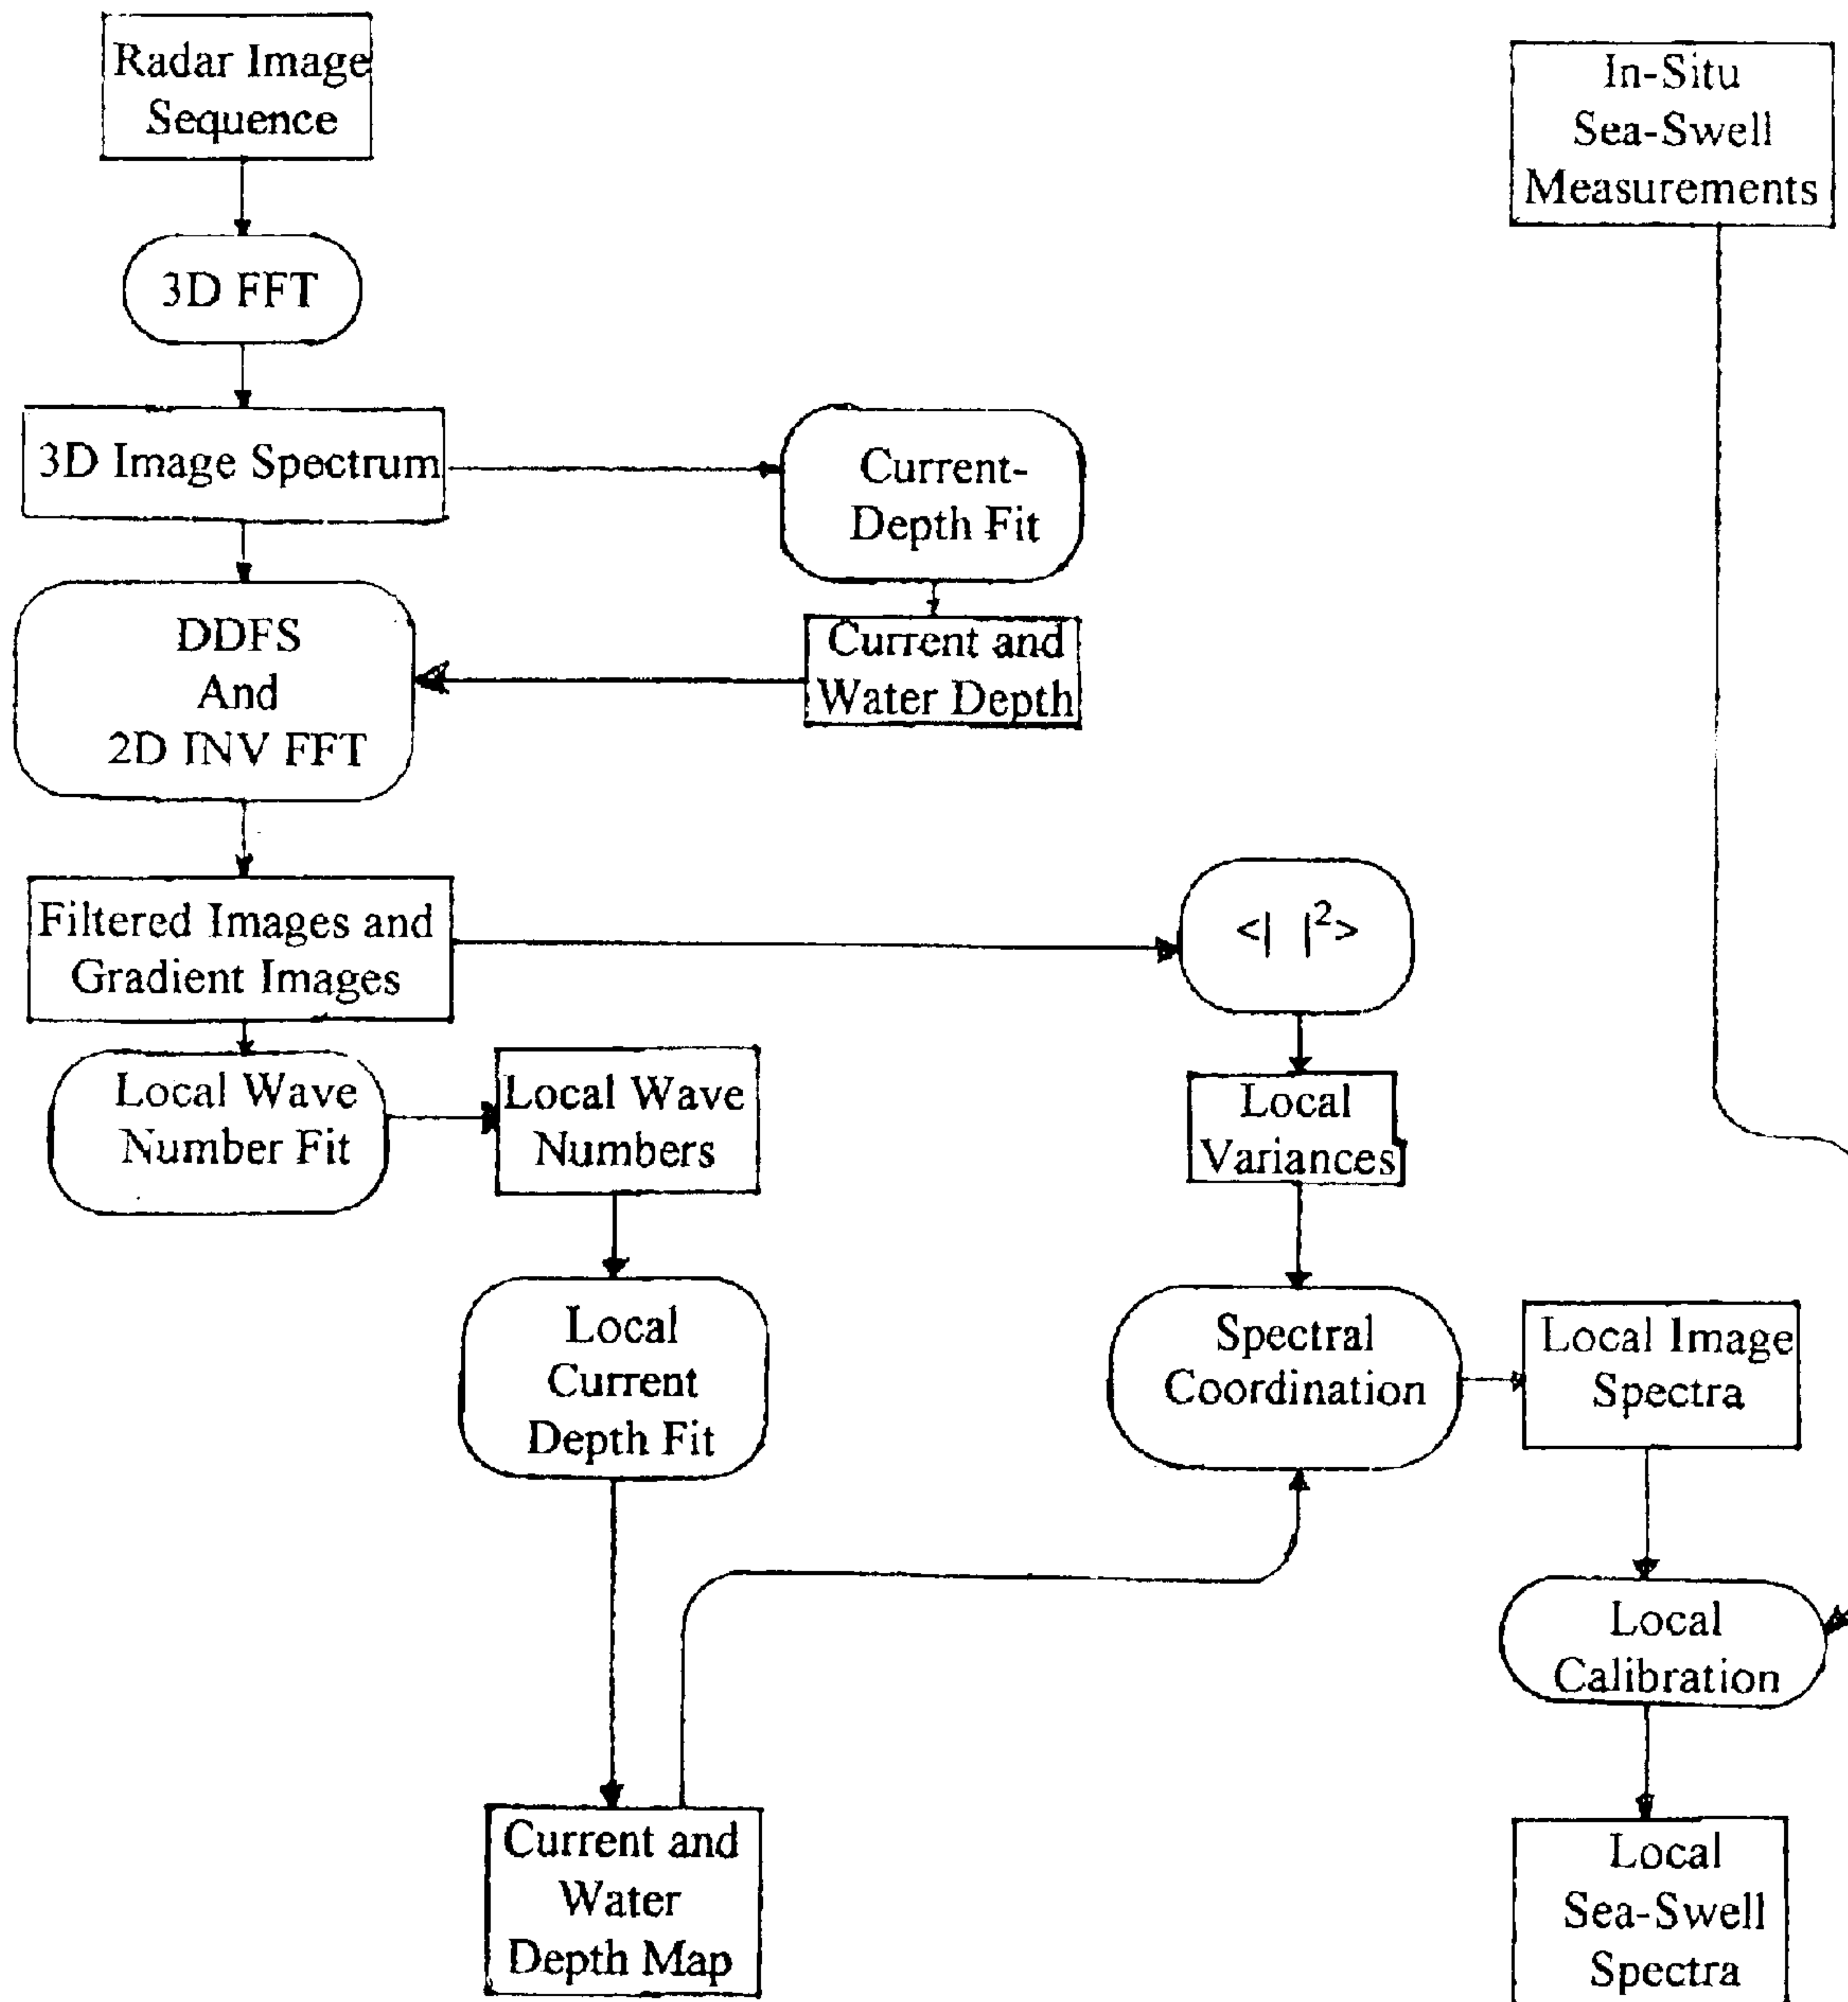 Radar Image
Sequence
In-Situ
Sea-Swell
Measurements
3D FFT
3D Image Spectrum
Current-
Depth Fit
DDFS
And
2D INV FFT
Current and
Water Depth
Filtered Images and
Gradient Images
<| |²>
Local Wave
Number Fit
Local Wave
Numbers
Local
Variances
Local
Current
Depth Fit
Spectral
Coordination
Local Image
Spectra
Local
Calibration
Current and
Water
Depth Map
Local
Sea-Swell
Spectra